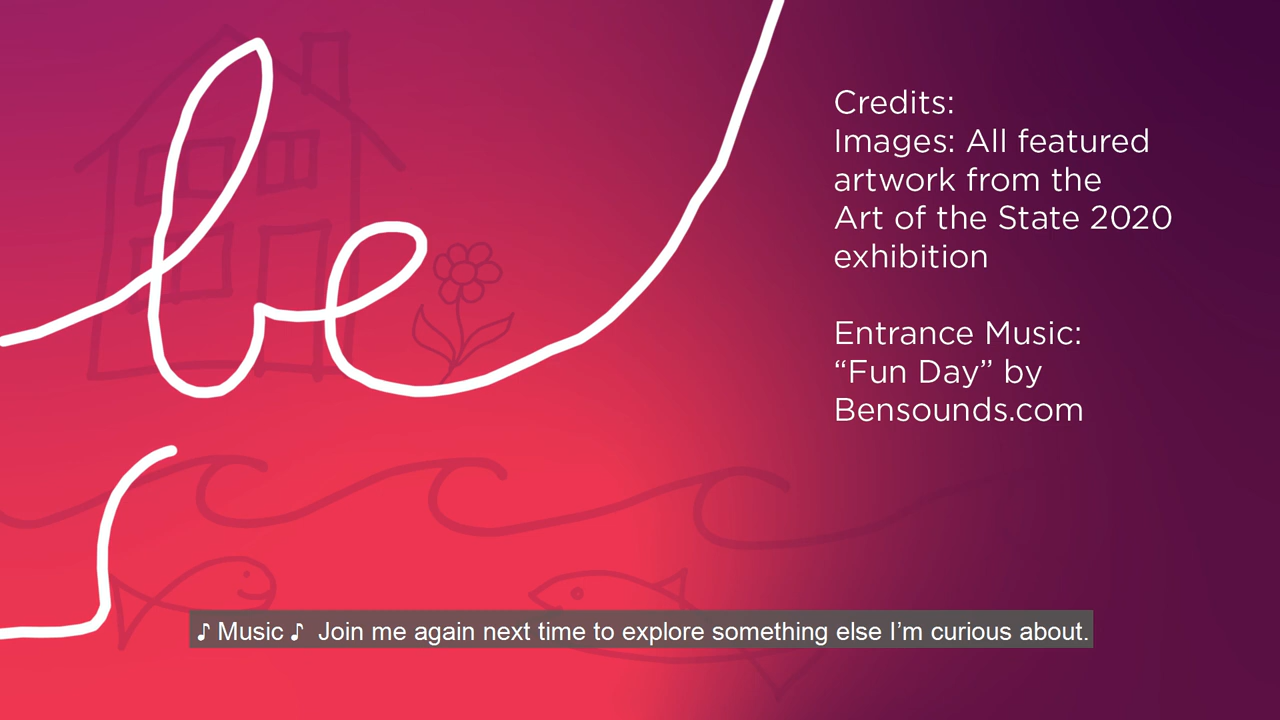 be
Credits:
Images: All featured
artwork from the
Art of the State 2020
exhibition
Entrance Music:
“Fun Day” by
Bensounds.com
♪ Music ♪ Join me again next time to explore something else I’m curious about.